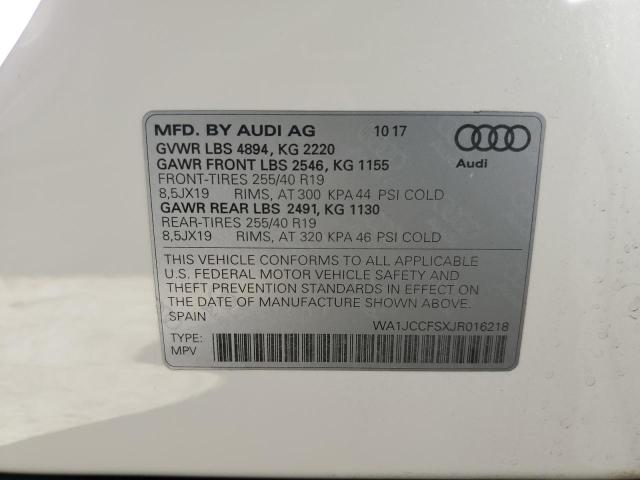 MFD. BY AUDI AG 10 17
GVWR LBS 4894, KG 2220
GAWR FRONT LBS 2546, KG 1155
FRONT-TIRES 255/40 R19
8,5JX19 RIMS, AT 300 KPA 44 PSI COLD
GAWR REAR LBS 2491, KG 1130
REAR-TIRES 255/40 R19
8,5JX19 RIMS, AT 320 KPA 46 PSI COLD
Audi
THIS VEHICLE CONFORMS TO ALL APPLICABLE
U.S. FEDERAL MOTOR VEHICLE SAFETY AND
THEFT PREVENTION STANDARDS IN EFFECT ON
THE DATE OF MANUFACTURE SHOWN ABOVE.
SPAIN
WA1JCCFSXJR016218
TYPE:
MPV